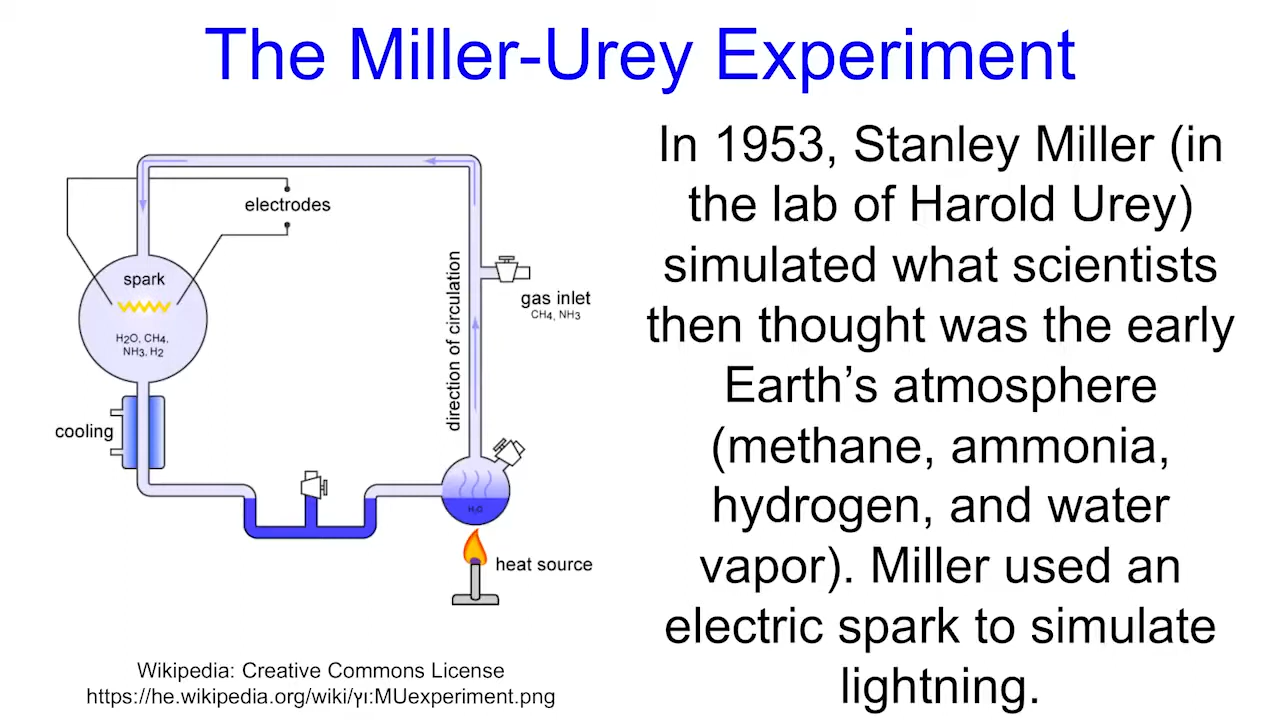 The Miller-Urey Experiment
electrodes
spark
H2O, CH4,
NH3, H2
cooling
direction of circulation
gas inlet
CH4, NH3
H2O
heat source
Wikipedia: Creative Commons License
https://he.wikipedia.org/wiki/קובץ:MUexperiment.png
In 1953, Stanley Miller (in
the lab of Harold Urey)
simulated what scientists
then thought was the early
Earth’s atmosphere
(methane, ammonia,
hydrogen, and water
vapor). Miller used an
electric spark to simulate
lightning.